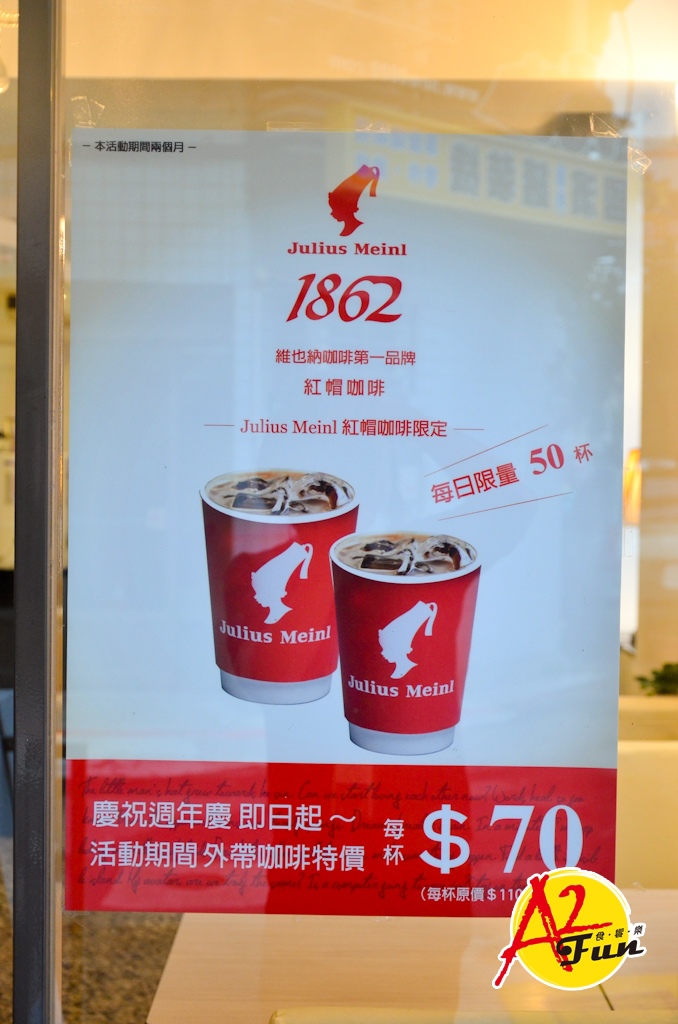 －本活動期間兩個月－
Julius Meinl
1862
維也納咖啡第一品牌
紅帽咖啡
Julius Meinl 紅帽咖啡限定
每日限量 50 杯
Julius Meinl
Julius Meinl
慶祝週年慶 即日起～
活動期間 外帶咖啡特價
每杯 $70
(每杯原價$110
A2
食・饗・樂
Fun